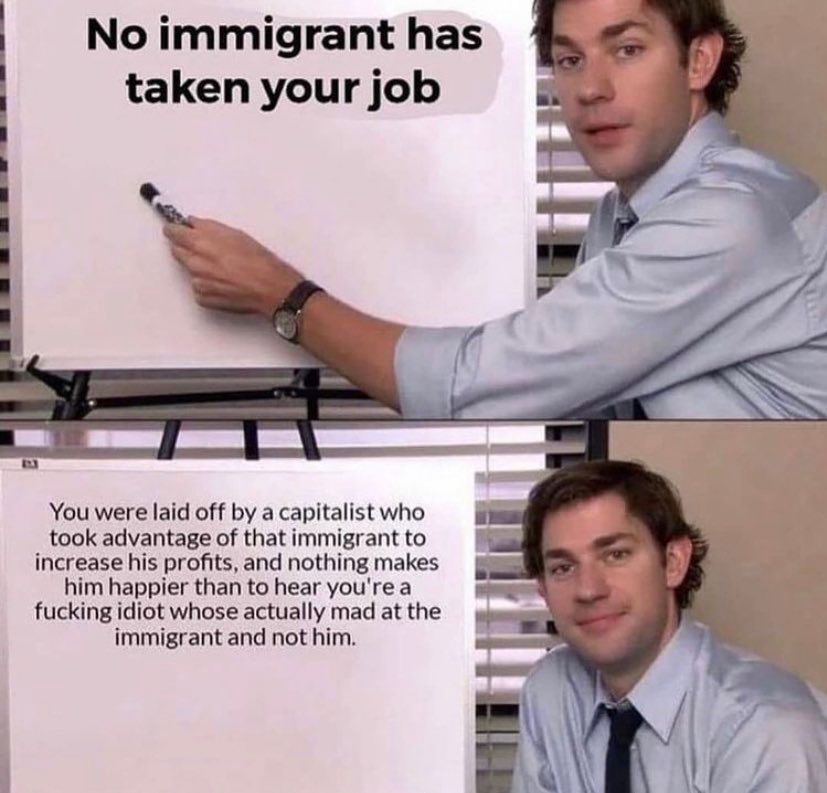 No immigrant has
taken your job
You were laid off by a capitalist who
took advantage of that immigrant to
increase his profits, and nothing makes
him happier than to hear you're a
fucking idiot whose actually mad at the
immigrant and not him.